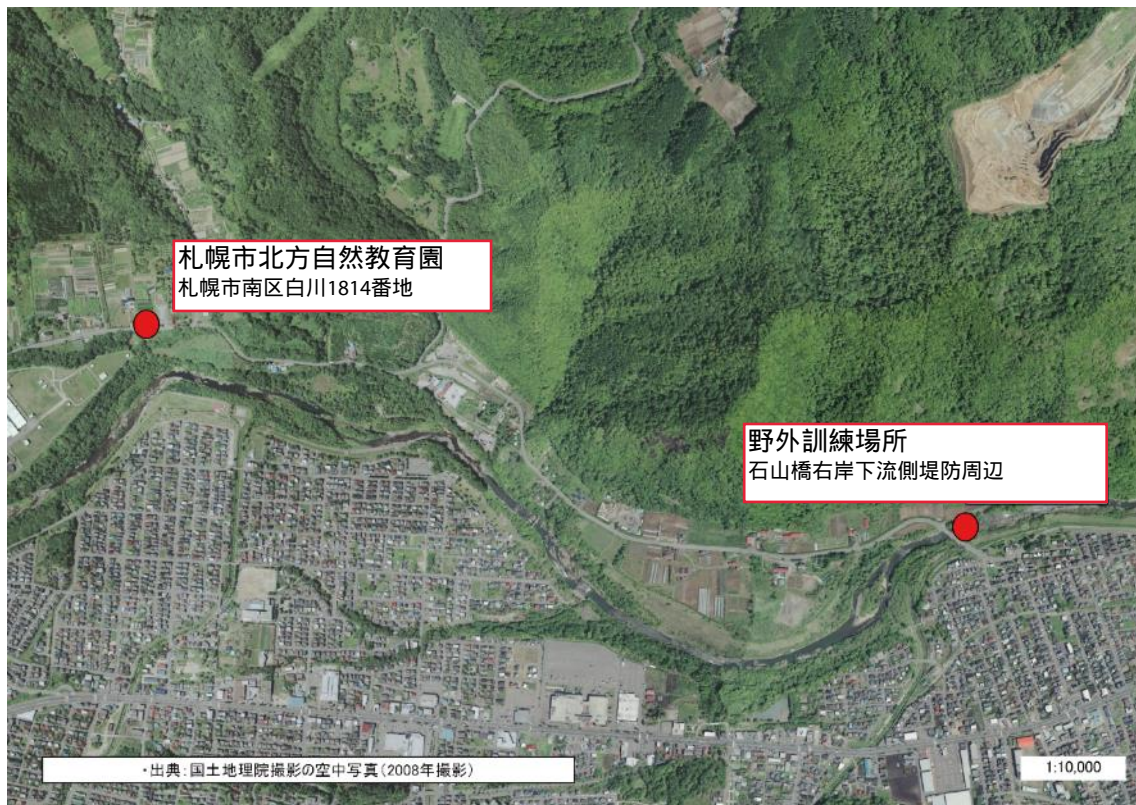 札幌市北方自然教育園
札幌市南区白川1814番地
野外訓練場所
石山橋右岸下流側堤防周辺
・出典：国土地理院撮影の空中写真（2008年撮影）
1:10,000